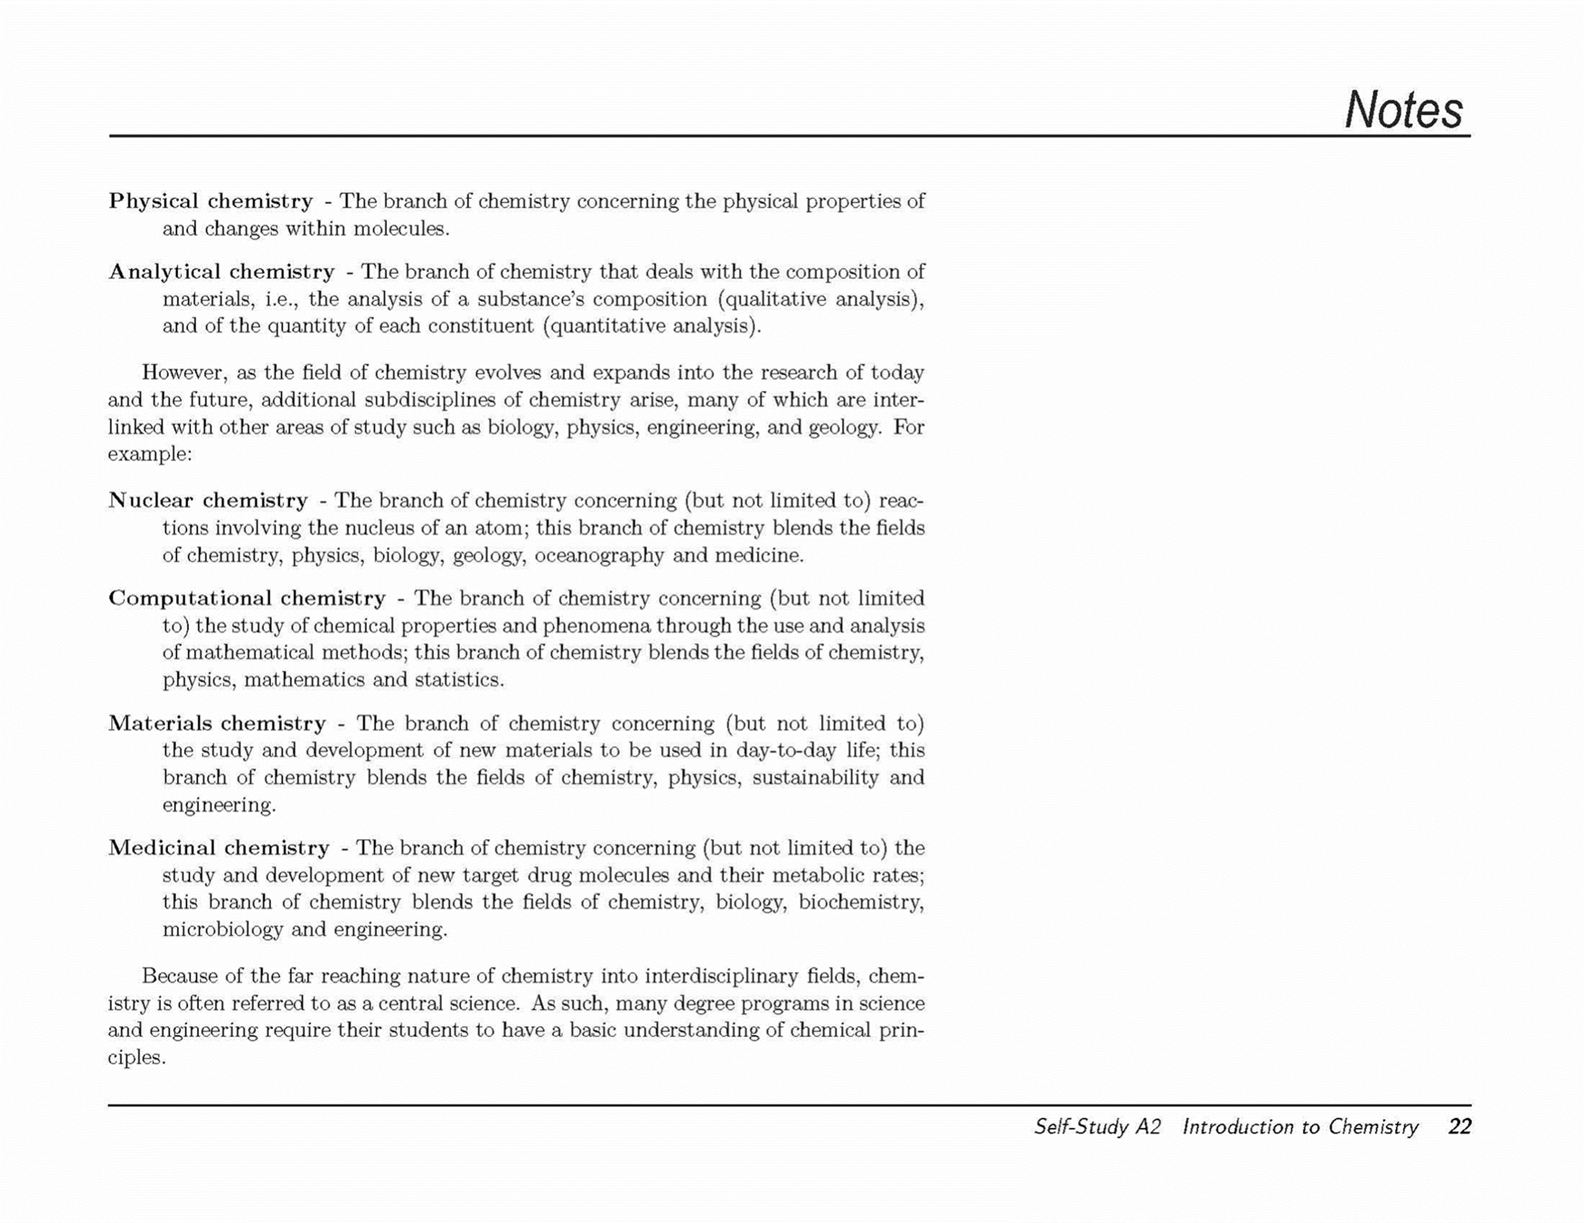 Notes
Physical chemistry - The branch of chemistry concerning the physical properties of
and changes within molecules.
Analytical chemistry - The branch of chemistry that deals with the composition of
materials, i.e., the analysis of a substance's composition (qualitative analysis),
and of the quantity of each constituent (quantitative analysis).
However, as the field of chemistry evolves and expands into the research of today
and the future, additional subdisciplines of chemistry arise, many of which are inter-
linked with other areas of study such as biology, physics, engineering, and geology. For
example:
Nuclear chemistry - The branch of chemistry concerning (but not limited to) reac-
tions involving the nucleus of an atom; this branch of chemistry blends the fields
of chemistry, physics, biology, geology, oceanography and medicine.
Computational chemistry - The branch of chemistry concerning (but not limited
to) the study of chemical properties and phenomena through the use and analysis
of mathematical methods; this branch of chemistry blends the fields of chemistry,
physics, mathematics and statistics.
Materials chemistry - The branch of chemistry concerning (but not limited to)
the study and development of new materials to be used in day-to-day life; this
branch of chemistry blends the fields of chemistry, physics, sustainability and
engineering.
Medicinal chemistry - The branch of chemistry concerning (but not limited to) the
study and development of new target drug molecules and their metabolic rates;
this branch of chemistry blends the fields of chemistry, biology, biochemistry,
microbiology and engineering.
Because of the far reaching nature of chemistry into interdisciplinary fields, chem-
istry is often referred to as a central science. As such, many degree programs in science
and engineering require their students to have a basic understanding of chemical prin-
ciples.
Self-Study A2 Introduction to Chemistry 22